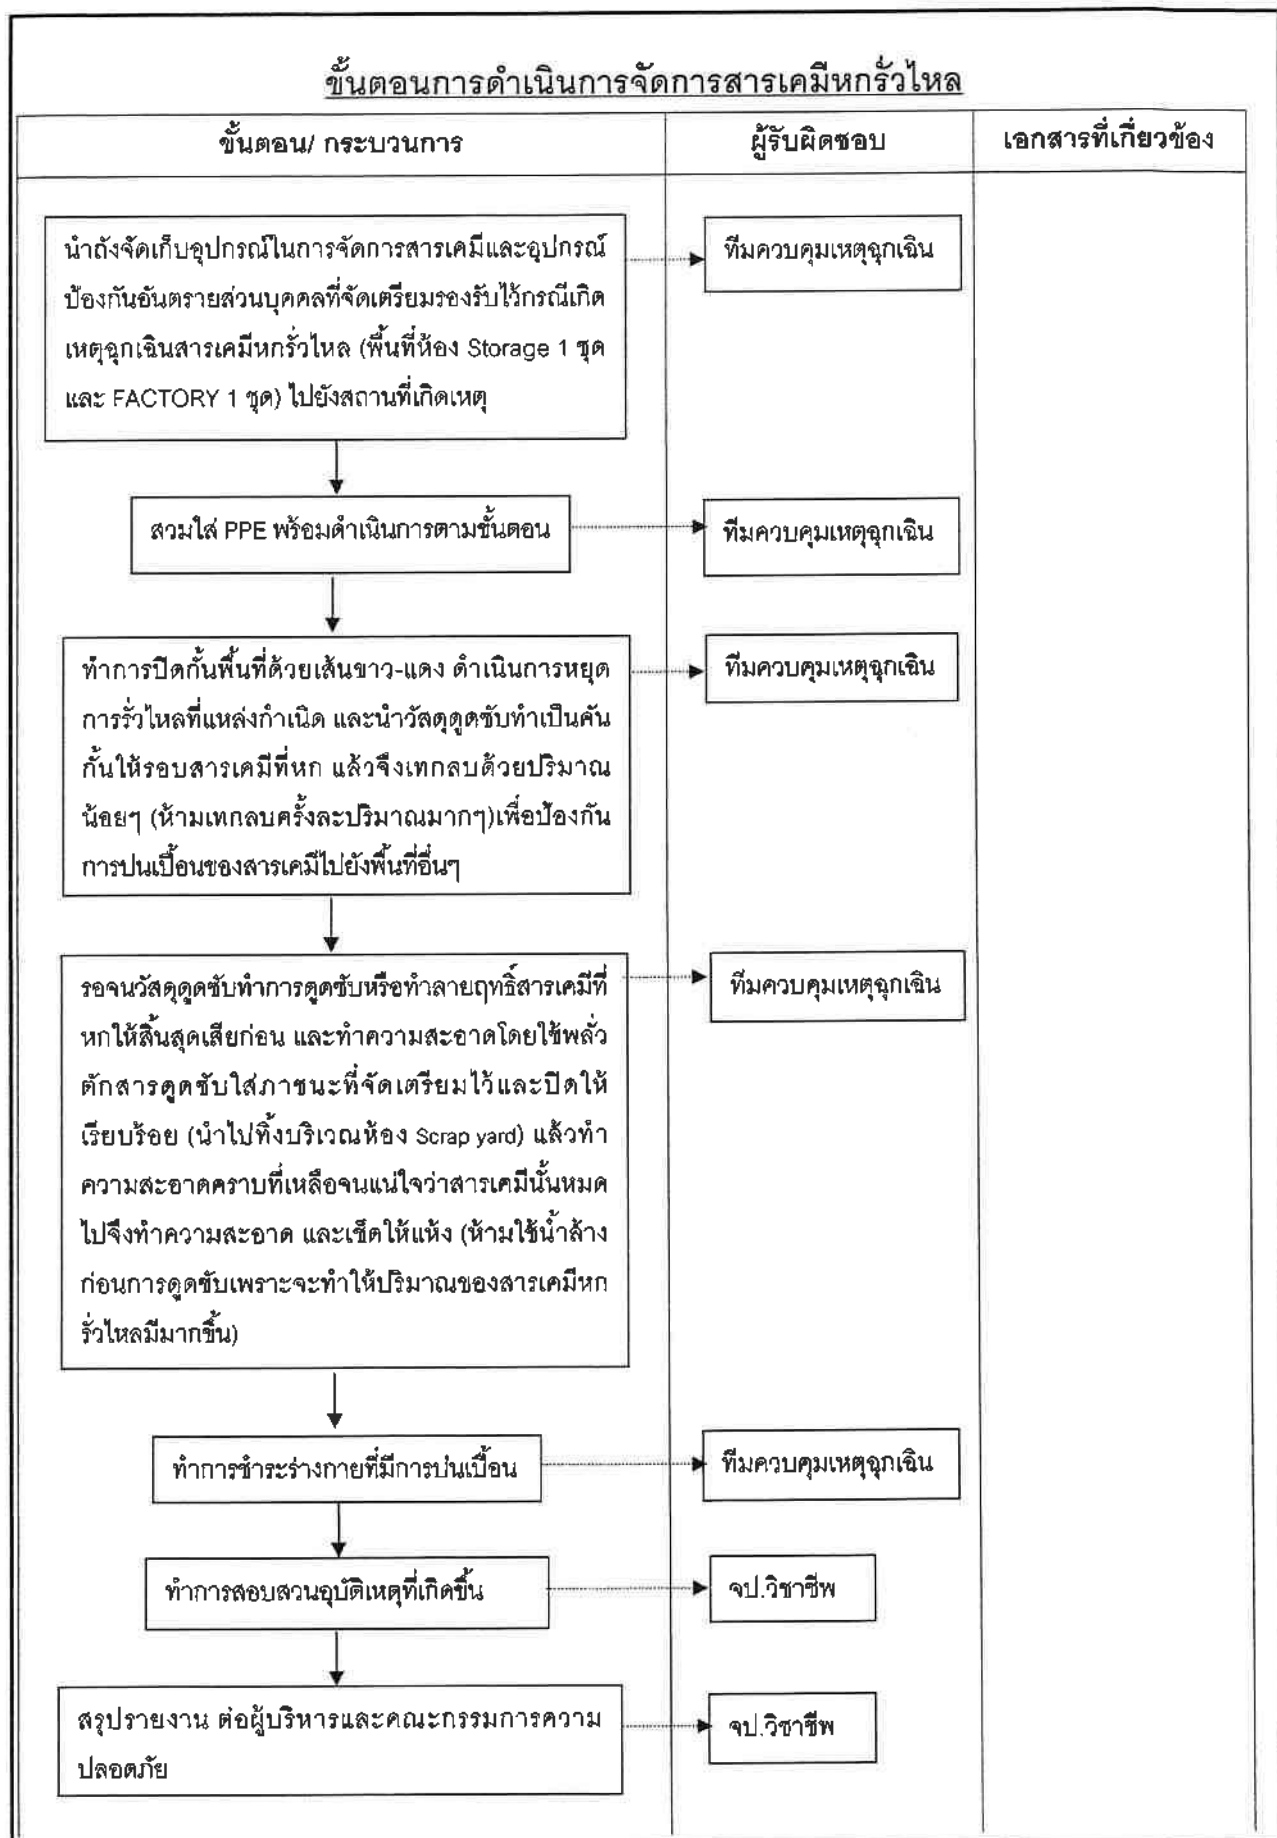 ขั้นตอนการดำเนินการจัดการสารเคมีหกรั่วไหล
ขั้นตอน/ กระบวนการ
ผู้รับผิดชอบ
เอกสารที่เกี่ยวข้อง
นำถังจัดเก็บอุปกรณ์ในการจัดการสารเคมีและอุปกรณ์
ป้องกันอันตรายส่วนบุคคลที่จัดเตรียมรองรับไว้กรณีเกิด
เหตุฉุกเฉินสารเคมีหกรั่วไหล (พื้นที่ห้อง Storage 1 ชุด
และ FACTORY 1 ชุด) ไปยังสถานที่เกิดเหตุ
ทีมควบคุมเหตุฉุกเฉิน
สวมใส่ PPE พร้อมดำเนินการตามขั้นตอน
ทีมควบคุมเหตุฉุกเฉิน
ทำการปิดกั้นพื้นที่ด้วยเส้นขาว-แดง ดำเนินการหยุด
การรั่วไหลที่แหล่งกำเนิด และนำวัสดุดูดซับทำเป็นคัน
กั้นให้รอบสารเคมีที่หก แล้วจึงเทกลบด้วยปริมาณ
น้อยๆ (ห้ามเทกลบครั้งละปริมาณมากๆ)เพื่อป้องกัน
การปนเปื้อนของสารเคมีไปยังพื้นที่อื่นๆ
ทีมควบคุมเหตุฉุกเฉิน
รอจนวัสดุดูดซับทำการดูดซับหรือทำลายฤทธิ์สารเคมีที่
หกให้สิ้นสุดเสียก่อน และทำความสะอาดโดยใช้พลั่ว
ตักสารดูดซับใส่ภาชนะที่จัดเตรียมไว้และปิดให้
เรียบร้อย (นำไปทิ้งบริเวณห้อง Scrap yard) แล้วทำ
ความสะอาดคราบที่เหลือจนแน่ใจว่าสารเคมีนั้นหมด
ไปจึงทำความสะอาด และเช็ดให้แห้ง (ห้ามใช้น้ำล้าง
ก่อนการดูดซับเพราะจะทำให้ปริมาณของสารเคมีหก
รั่วไหลมีมากขึ้น)
ทีมควบคุมเหตุฉุกเฉิน
ทำการชำระร่างกายที่มีการปนเปื้อน
ทีมควบคุมเหตุฉุกเฉิน
ทำการสอบสวนอุบัติเหตุที่เกิดขึ้น
จป.วิชาชีพ
สรุปรายงาน ต่อผู้บริหารและคณะกรรมการความ
ปลอดภัย
จป.วิชาชีพ